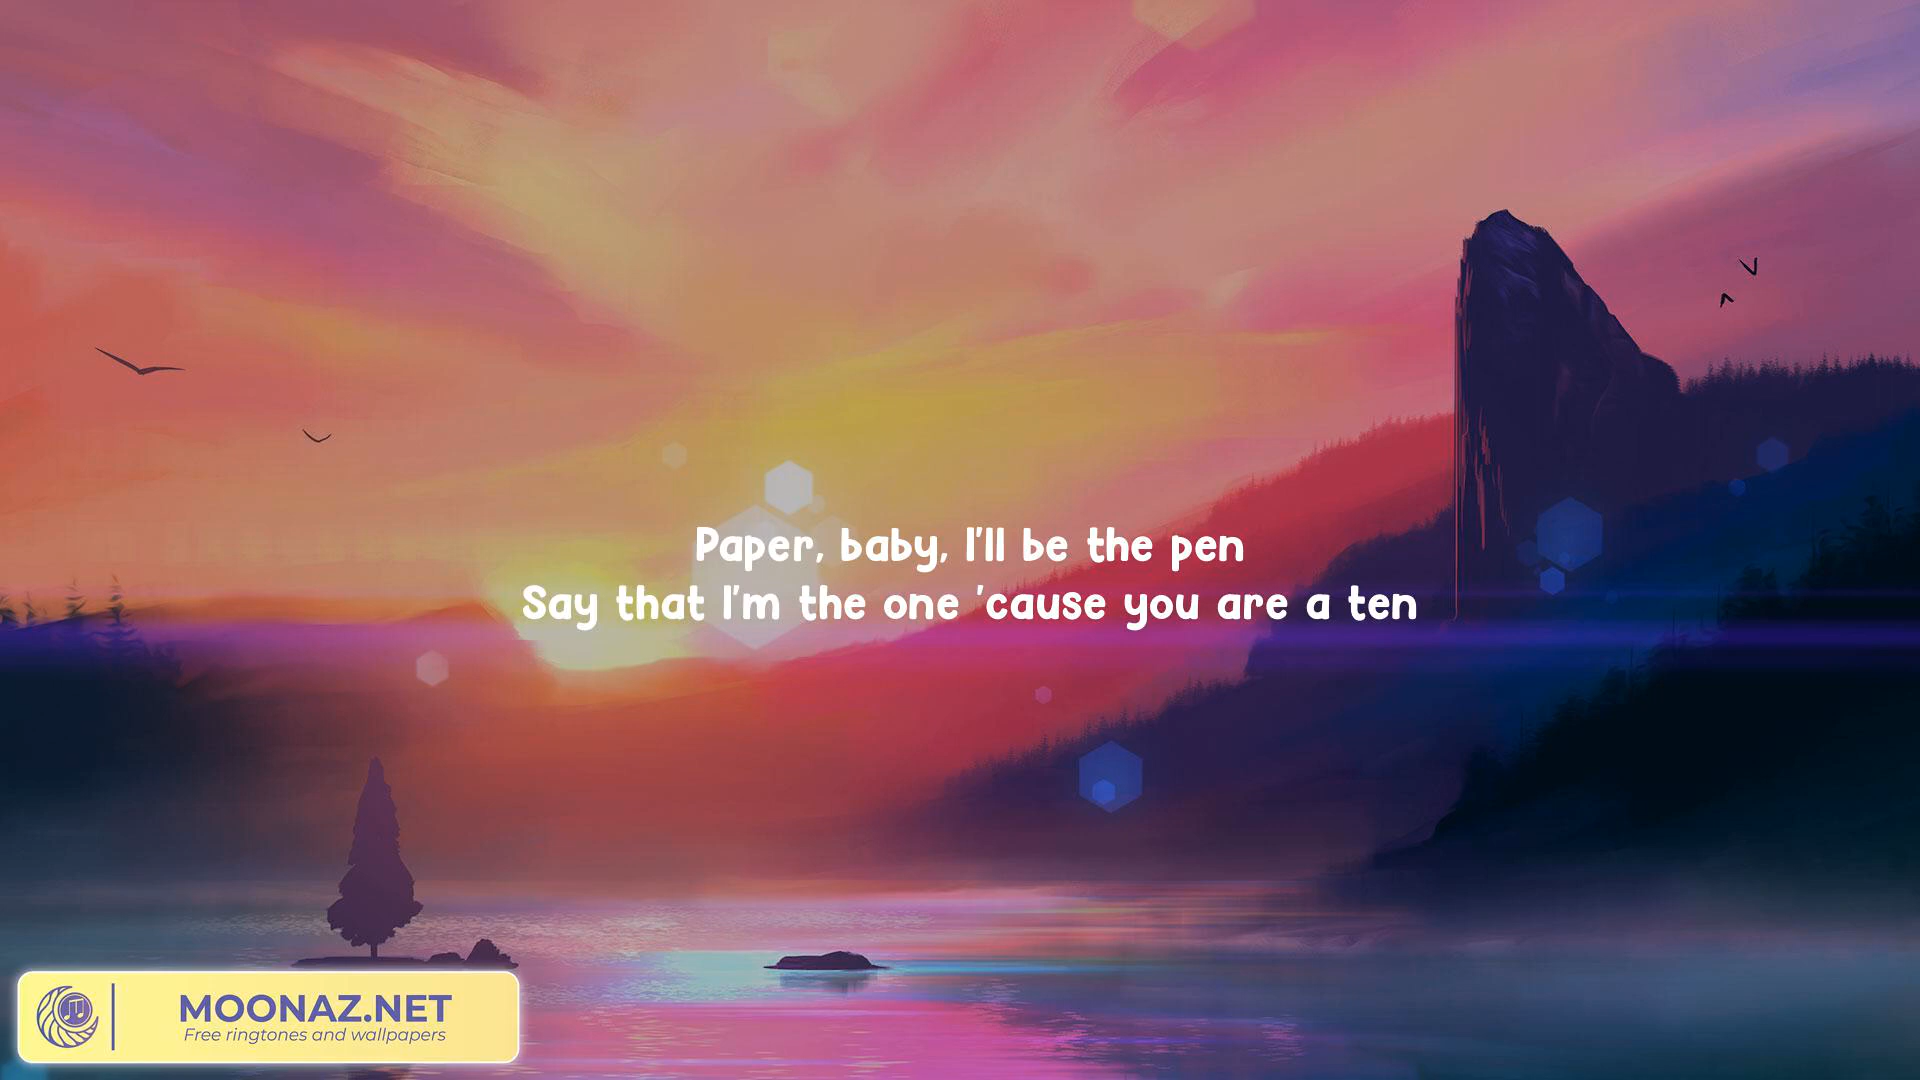 Paper, baby, I'll be the pen
Say that I'm the one 'cause you are a ten
MOONAZ.NET
Free ringtones and wallpapers